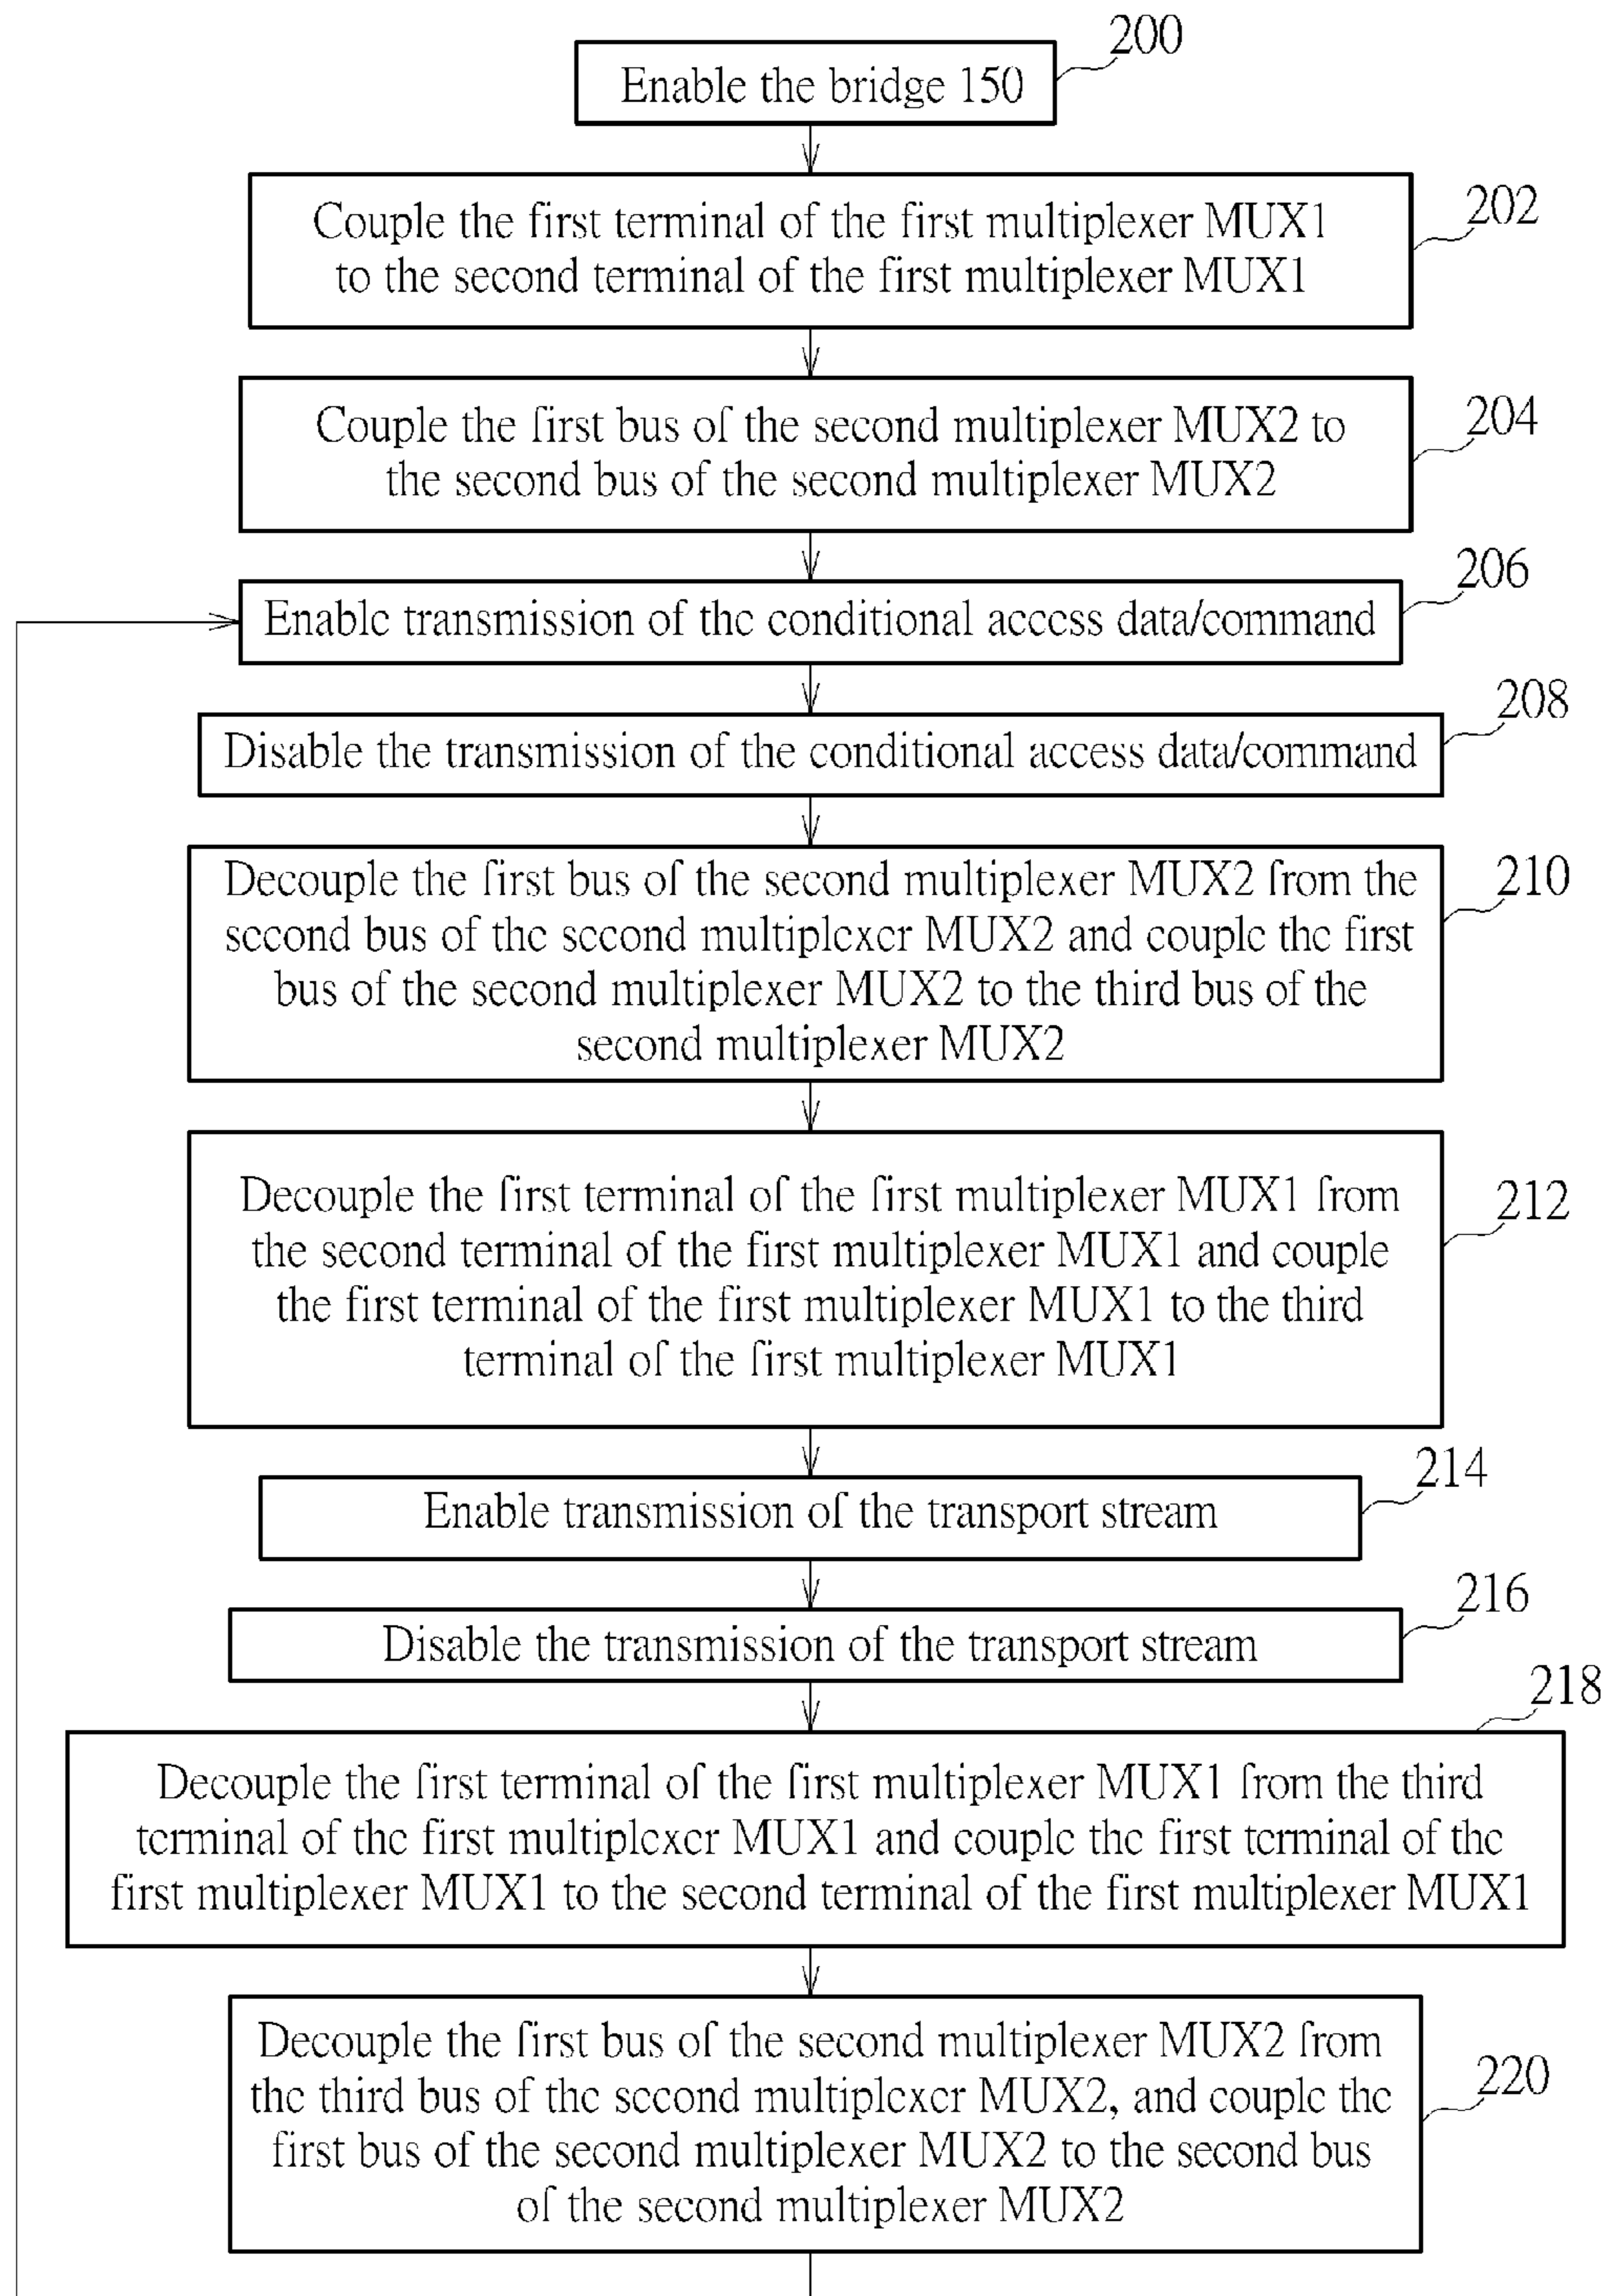 200
Enable the bridge 150
202
Couple the first terminal of the first multiplexer MUX1
to the second terminal of the first multiplexer MUX1
204
Couple the first bus of the second multiplexer MUX2 to
the second bus of the second multiplexer MUX2
206
Enable transmission of the conditional access data/command
208
Disable the transmission of the conditional access data/command
210
Decouple the first bus of the second multiplexer MUX2 from the
second bus of the second multiplexer MUX2 and couple the first
bus of the second multiplexer MUX2 to the third bus of the
second multiplexer MUX2
212
Decouple the first terminal of the first multiplexer MUX1 from
the second terminal of the first multiplexer MUX1 and couple
the first terminal of the first multiplexer MUX1 to the third
terminal of the first multiplexer MUX1
214
Enable transmission of the transport stream
216
Disable the transmission of the transport stream
218
Decouple the first terminal of the first multiplexer MUX1 from the third
terminal of the first multiplexer MUX1 and couple the first terminal of the
first multiplexer MUX1 to the second terminal of the first multiplexer MUX1
220
Decouple the first bus of the second multiplexer MUX2 from
the third bus of the second multiplexer MUX2, and couple the
first bus of the second multiplexer MUX2 to the second bus
of the second multiplexer MUX2